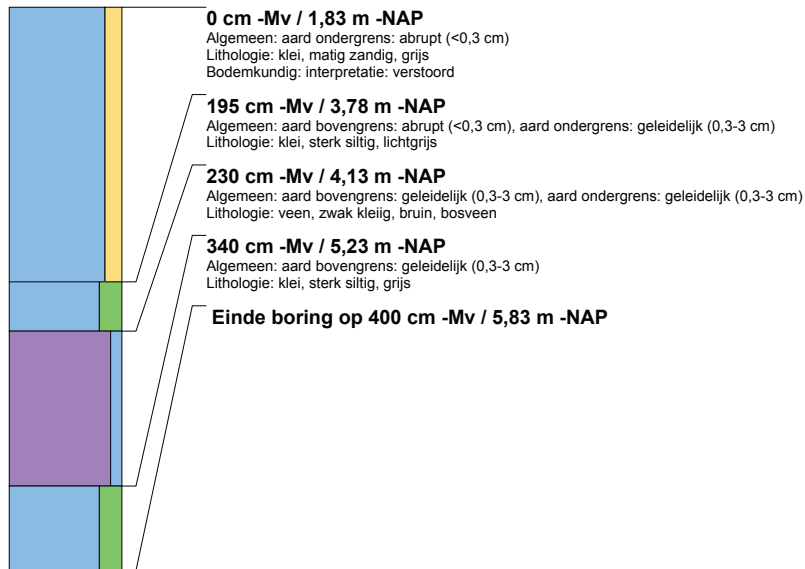 0 cm -Mv / 1,83 m -NAP
Algemeen: aard ondergrens: abrupt (<0,3 cm)
Lithologie: klei, matig zandig, grijs
Bodemkundig: interpretatie: verstoord
195 cm -Mv / 3,78 m -NAP
Algemeen: aard bovengrens: abrupt (<0,3 cm), aard ondergrens: geleidelijk (0,3-3 cm)
Lithologie: klei, sterk siltig, lichtgrijs
230 cm -Mv / 4,13 m -NAP
Algemeen: aard bovengrens: geleidelijk (0,3-3 cm), aard ondergrens: geleidelijk (0,3-3 cm)
Lithologie: veen, zwak kleiig, bruin, bosveen
340 cm -Mv / 5,23 m -NAP
Algemeen: aard bovengrens: geleidelijk (0,3-3 cm)
Lithologie: klei, sterk siltig, grijs
Einde boring op 400 cm -Mv / 5,83 m -NAP